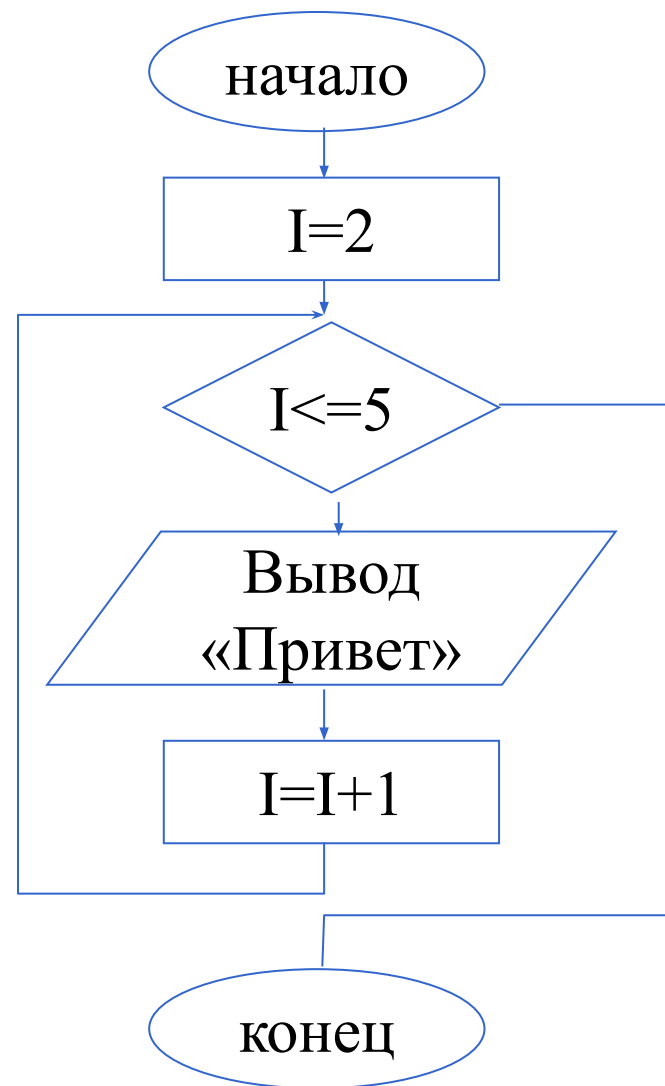 начало
I=2
I<=5
Вывод
«Привет»
I=I+1
конец